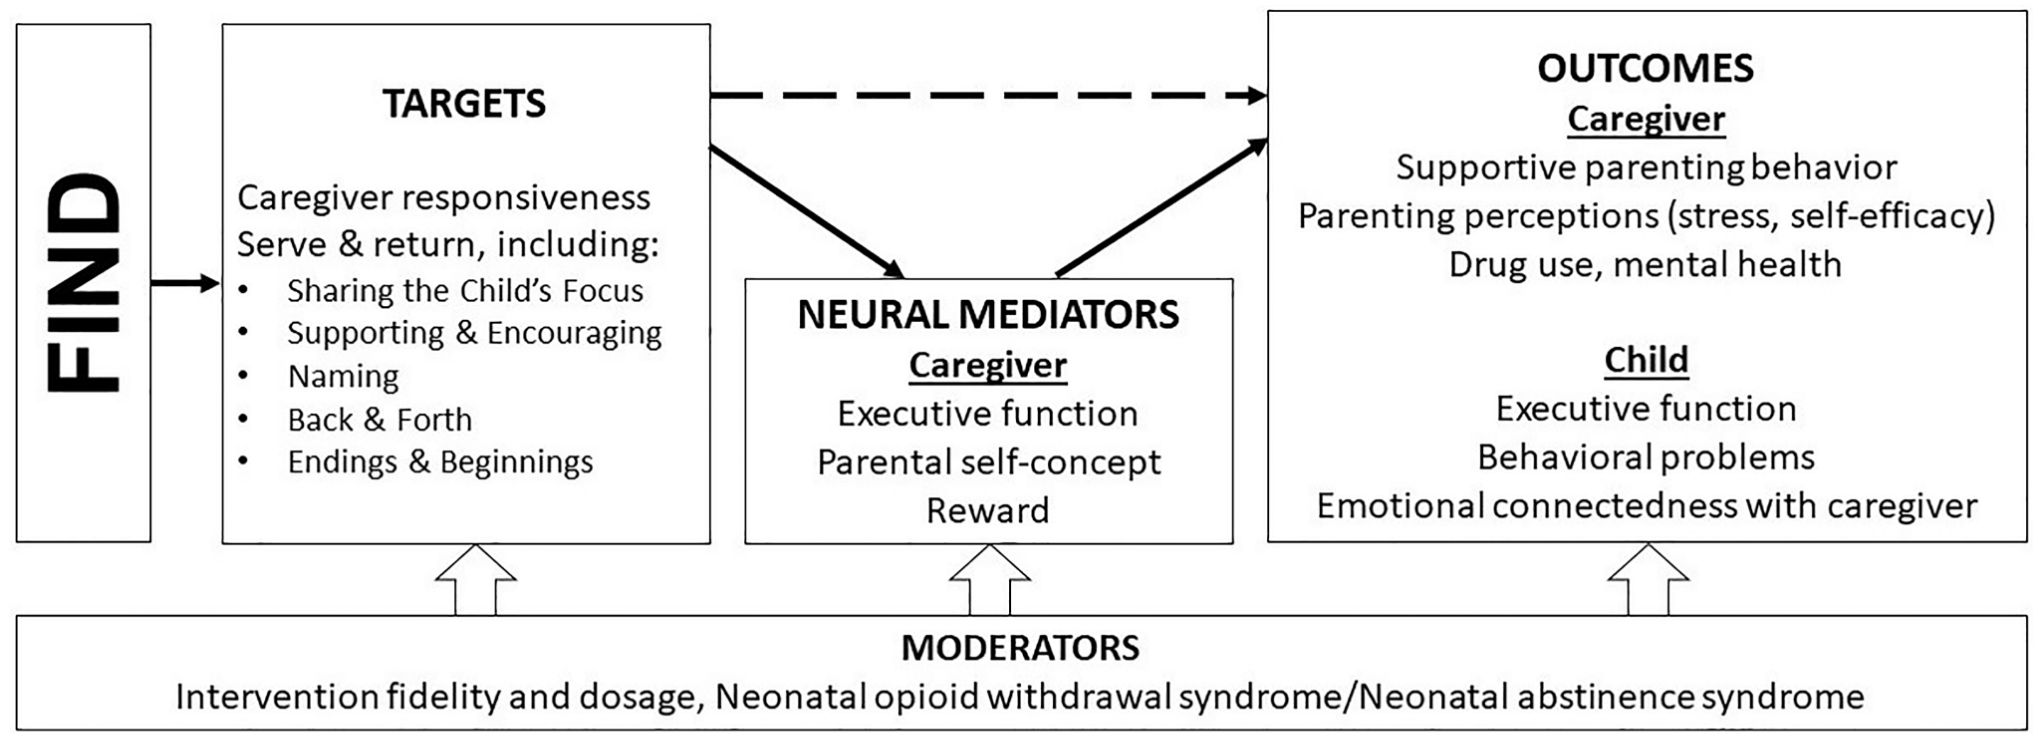 FIND
TARGETS
Caregiver responsiveness
Serve & return, including:
• Sharing the Child's Focus
• Supporting & Encouraging
• Naming
• Back & Forth
• Endings & Beginnings
NEURAL MEDIATORS
Caregiver
Executive function
Parental self-concept
Reward
OUTCOMES
Caregiver
Supportive parenting behavior
Parenting perceptions (stress, self-efficacy)
Drug use, mental health
Child
Executive function
Behavioral problems
Emotional connectedness with caregiver
MODERATORS
Intervention fidelity and dosage, Neonatal opioid withdrawal syndrome/Neonatal abstinence syndrome